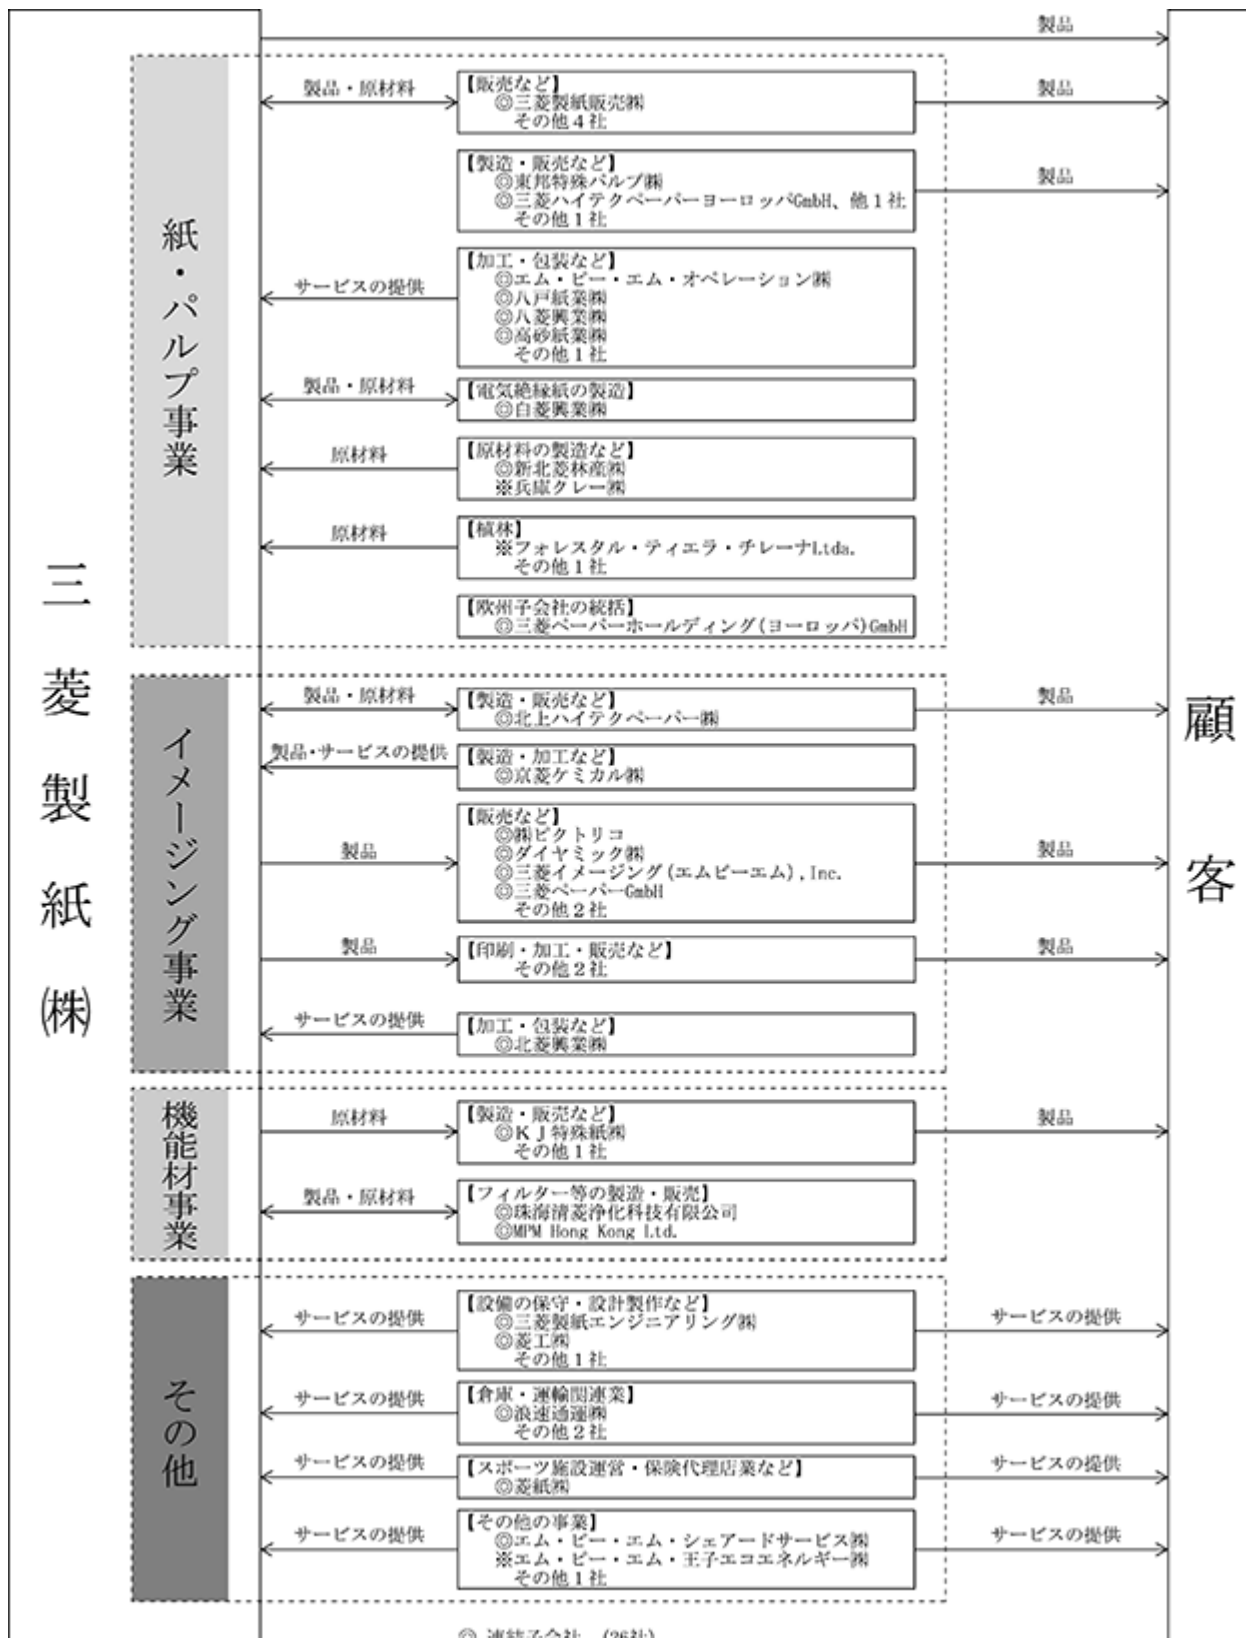 製品
三菱製紙㈱
顧客
紙・パルプ事業
製品・原材料
【販売など】
◎三菱製紙販売㈱
その他４社
製品
【製造・販売など】
◎東邦特殊パルプ㈱
◎三菱ハイテクペーパーヨーロッパGmbH、他１社
その他１社
製品
サービスの提供
【加工・包装など】
◎エム・ピー・エム・オペレーション㈱
◎八戸紙業㈱
◎八菱興業㈱
◎高砂紙業㈱
その他１社
製品・原材料
【電気絶縁紙の製造】
◎白菱興業㈱
原材料
【原材料の製造など】
◎新北菱林産㈱
※兵庫クレー㈱
原材料
【植林】
※フォレスタル・ティエラ・チレーナLtda.
その他１社
【欧州子会社の統括】
◎三菱ペーパーホールディング(ヨーロッパ)GmbH
イメージング事業
製品・原材料
【製造・販売など】
◎北上ハイテクペーパー㈱
製品
製品・サービスの提供
【製造・加工など】
◎京菱ケミカル㈱
製品
【販売など】
◎㈱ピクトリコ
◎ダイヤミック㈱
◎三菱イメージング(エムピーエム),Inc.
◎三菱ペーパーGmbH
その他２社
製品
製品
【印刷・加工・販売など】
その他２社
製品
サービスの提供
【加工・包装など】
◎北菱興業㈱
機能材事業
原材料
【製造・販売など】
◎ＫＪ特殊紙㈱
その他１社
製品
製品・原材料
【フィルター等の製造・販売】
◎珠海清菱浄化科技有限公司
◎MPM Hong Kong Ltd.
その他
サービスの提供
【設備の保守・設計製作など】
◎三菱製紙エンジニアリング㈱
◎菱工㈱
その他１社
サービスの提供
サービスの提供
【倉庫・運輸関連業】
◎浪速通運㈱
その他２社
サービスの提供
サービスの提供
【スポーツ施設運営・保険代理店業など】
◎菱紙㈱
サービスの提供
サービスの提供
【その他の事業】
◎エム・ピー・エム・シェアードサービス㈱
※エム・ピー・エム・王子エコエネルギー㈱
その他１社
サービスの提供
◎ 連結子会社 (26社)